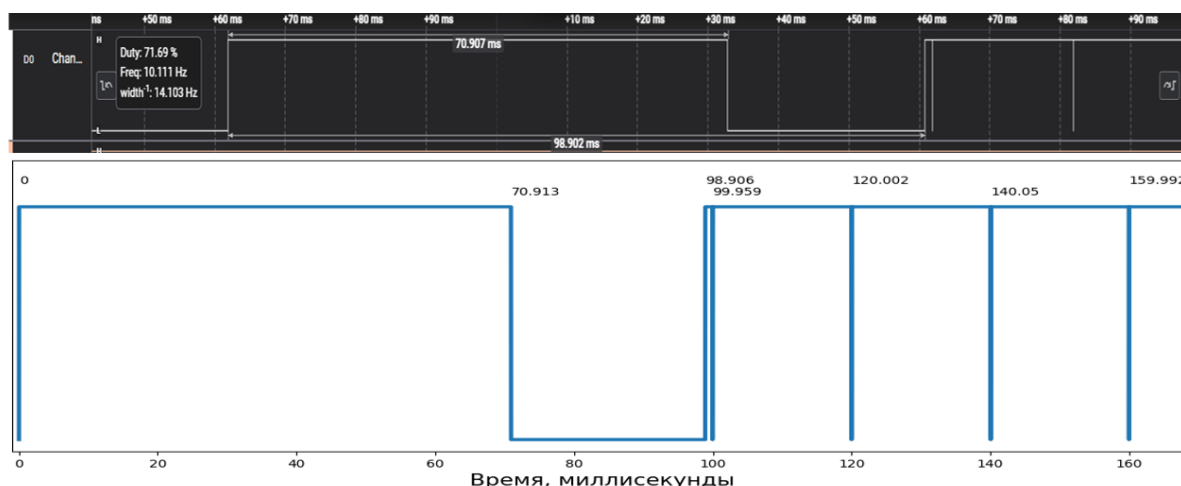 ns +50 ms +60 ms +70 ms +80 ms +90 ms +10 ms +20 ms +30 ms +40 ms +50 ms +60 ms +70 ms +80 ms +90 ms
H
D0 Chan...
Duty: 71.69 %
Freq: 10.111 Hz
width⁻¹: 14.103 Hz
70.907 ms
L
98.902 ms
H
0 98.906 120.002 159.992
70.913 99.959 140.05
0 20 40 60 80 100 120 140 160
Время, миллисекунды